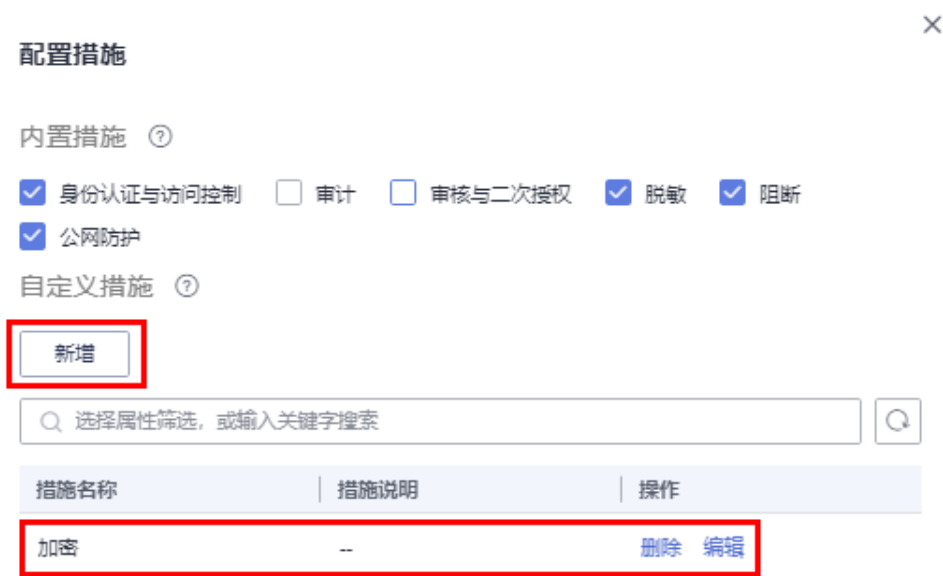 配置措施
内置措施
身份认证与访问控制 审计 审核与二次授权 脱敏 阻断
公网防护
自定义措施
新增
选择属性筛选，或输入关键字搜索
措施名称 措施说明 操作
加密 -- 删除 编辑